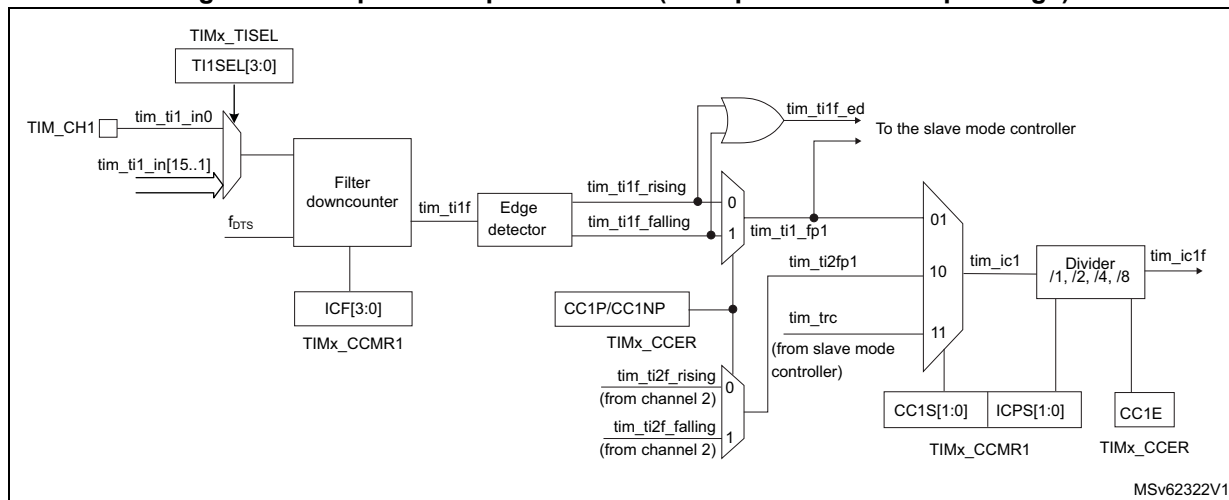 TIMx_TISEL
TI1SEL[3:0]
TIM_CH1
tim_ti1_in0
tim_ti1_in[15..1]
fDTS
Filter
downcounter
ICF[3:0]
TIMx_CCMR1
tim_ti1f
Edge
detector
tim_ti1f_rising
tim_ti1f_falling
tim_ti1f_ed
To the slave mode controller
0
1
tim_ti1_fp1
CC1P/CC1NP
TIMx_CCER
tim_ti2f_rising
(from channel 2)
tim_ti2f_falling
(from channel 2)
0
1
tim_ti2fp1
tim_trc
(from slave mode
controller)
01
10
11
tim_ic1
Divider
/1, /2, /4, /8
tim_ic1f
CC1S[1:0]
ICPS[1:0]
TIMx_CCMR1
CC1E
TIMx_CCER
MSv62322V1